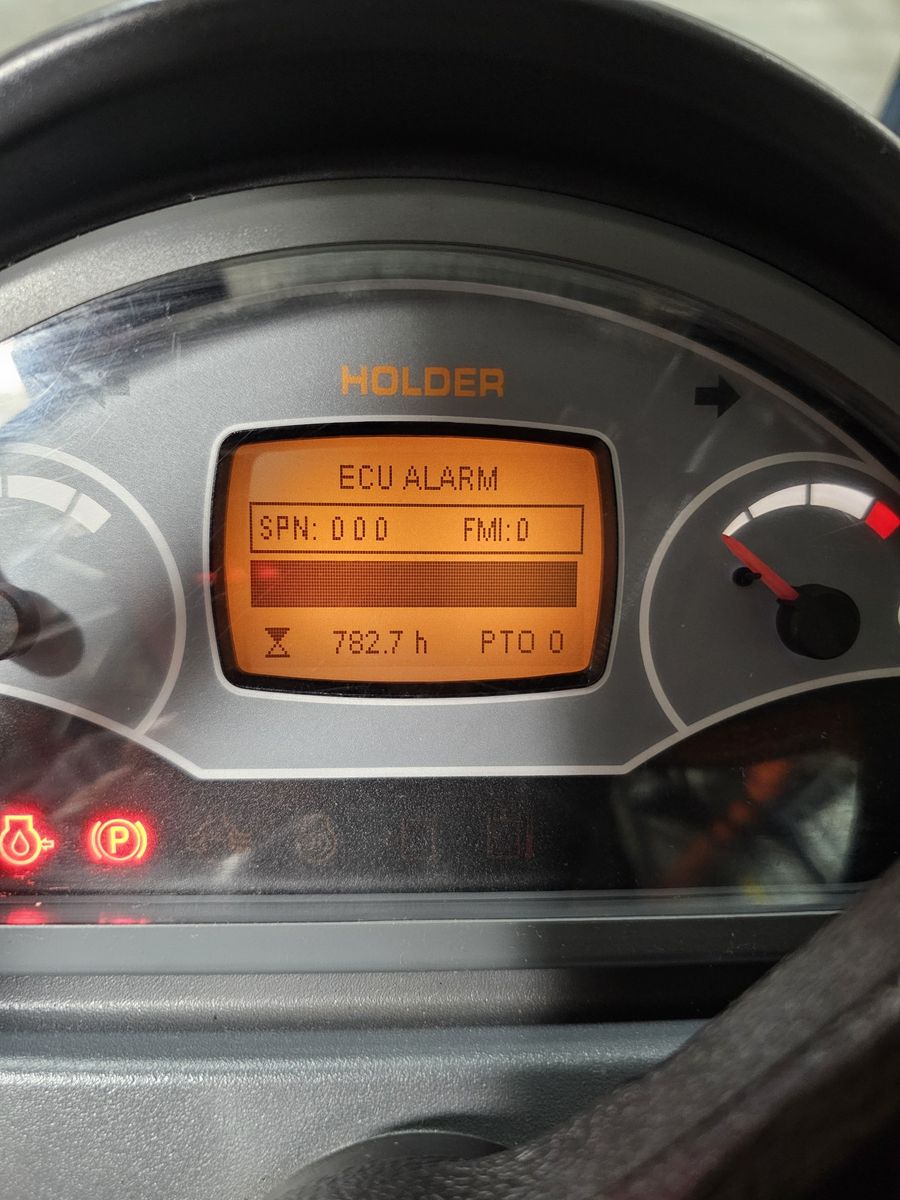 HOLDER
ECU ALARM
SPN: 000 FMI:0
782.7 h PTO 0
P